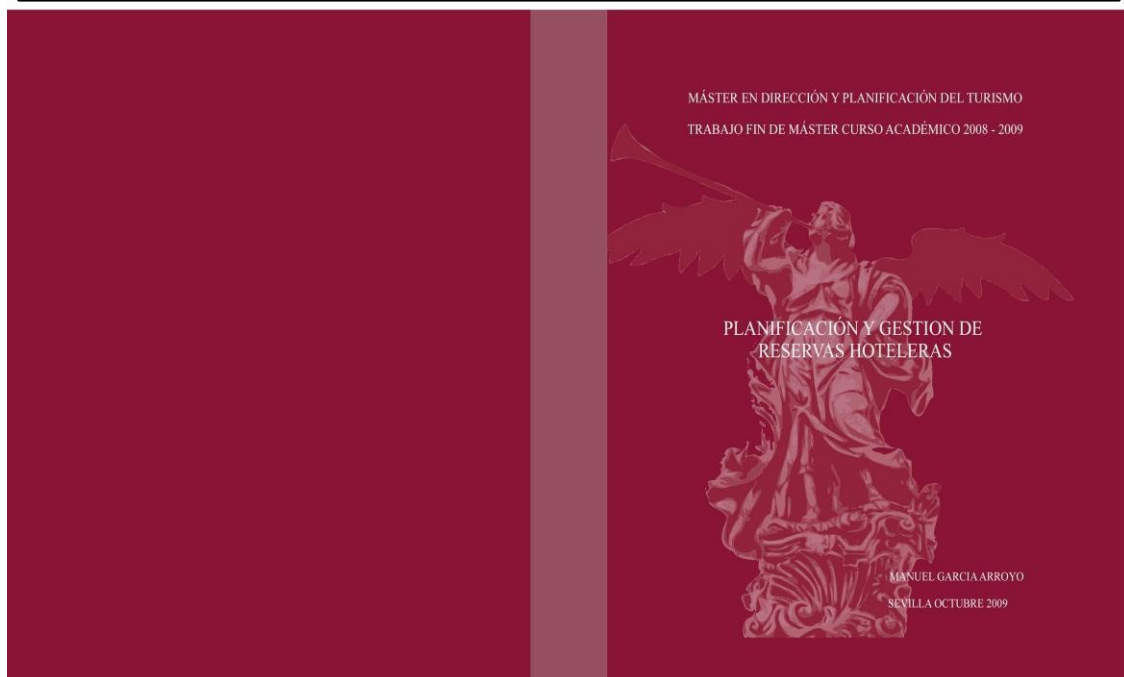 MÁSTER EN DIRECCIÓN Y PLANIFICACIÓN DEL TURISMO
TRABAJO FIN DE MÁSTER CURSO ACADÉMICO 2008 - 2009
PLANIFICACIÓN Y GESTION DE
RESERVAS HOTELERAS
MANUEL GARCIA ARROYO
SEVILLA OCTUBRE 2009